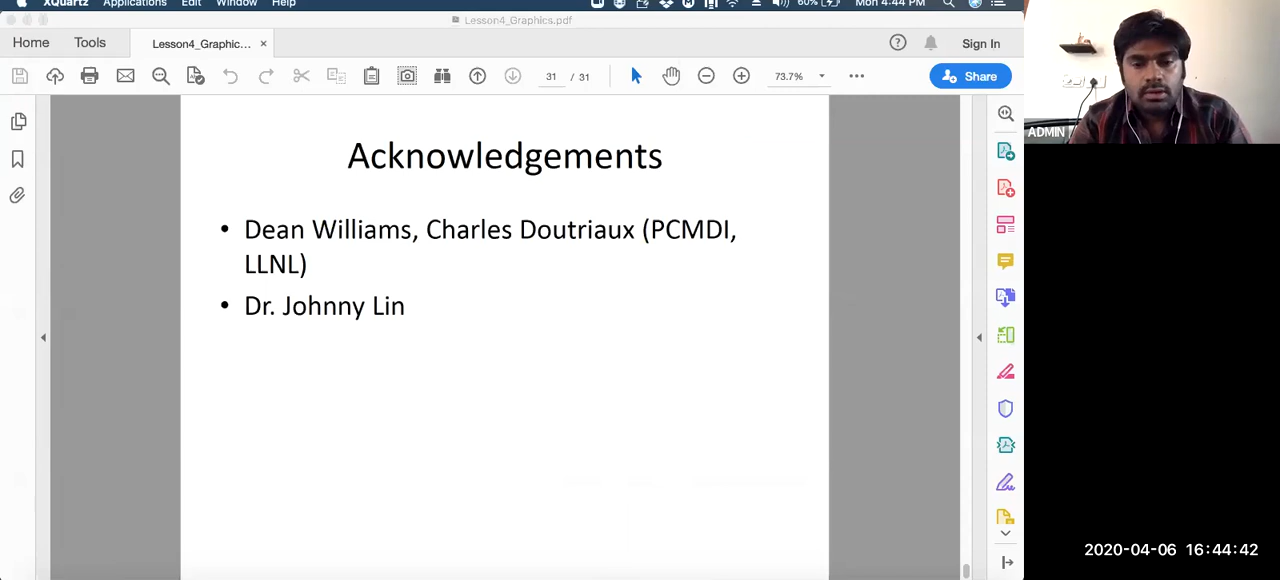 XQuartz Applications Edit Window Help 60% Mon 4:44 PM
Lesson4_Graphics.pdf
Home Tools Lesson4_Graphic... × Sign In
31 / 31 73.7% Share
Acknowledgements
• Dean Williams, Charles Doutriaux (PCMDI,
LLNL)
• Dr. Johnny Lin
ADMIN
2020-04-06 16:44:42